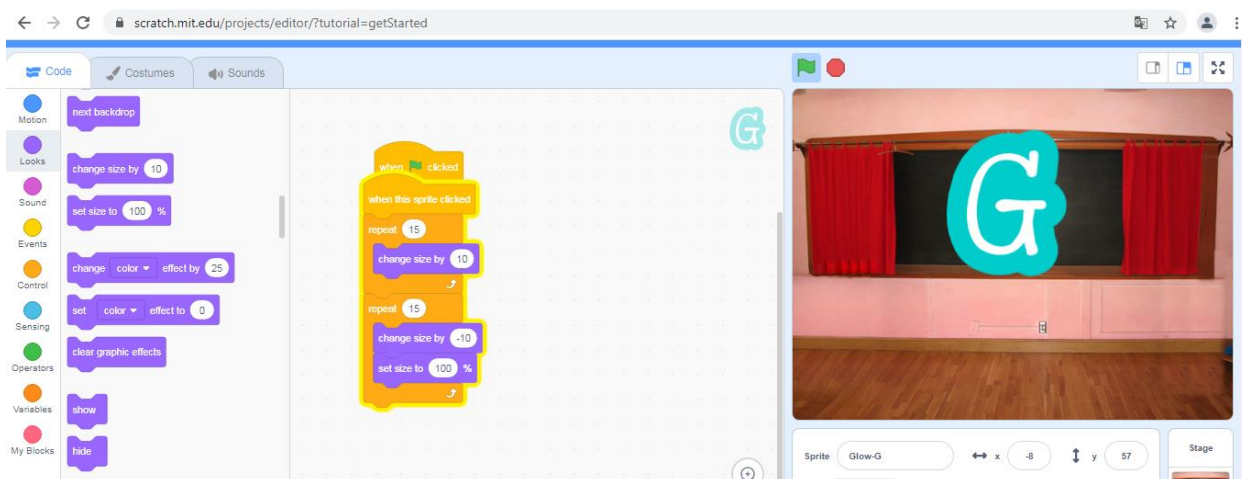 scratch.mit.edu/projects/editor/?tutorial=getStarted
Code
Costumes
Sounds
Motion
Looks
Sound
Events
Control
Sensing
Operators
Variables
My Blocks
next backdrop
change size by 10
set size to 100 %
change color effect by 25
set color effect to 0
clear graphic effects
show
hide
when clicked
when this sprite clicked
repeat 15
change size by 10
repeat 15
change size by -10
set size to 100 %
G
G
Sprite Glow-G x -8 y 57
Stage